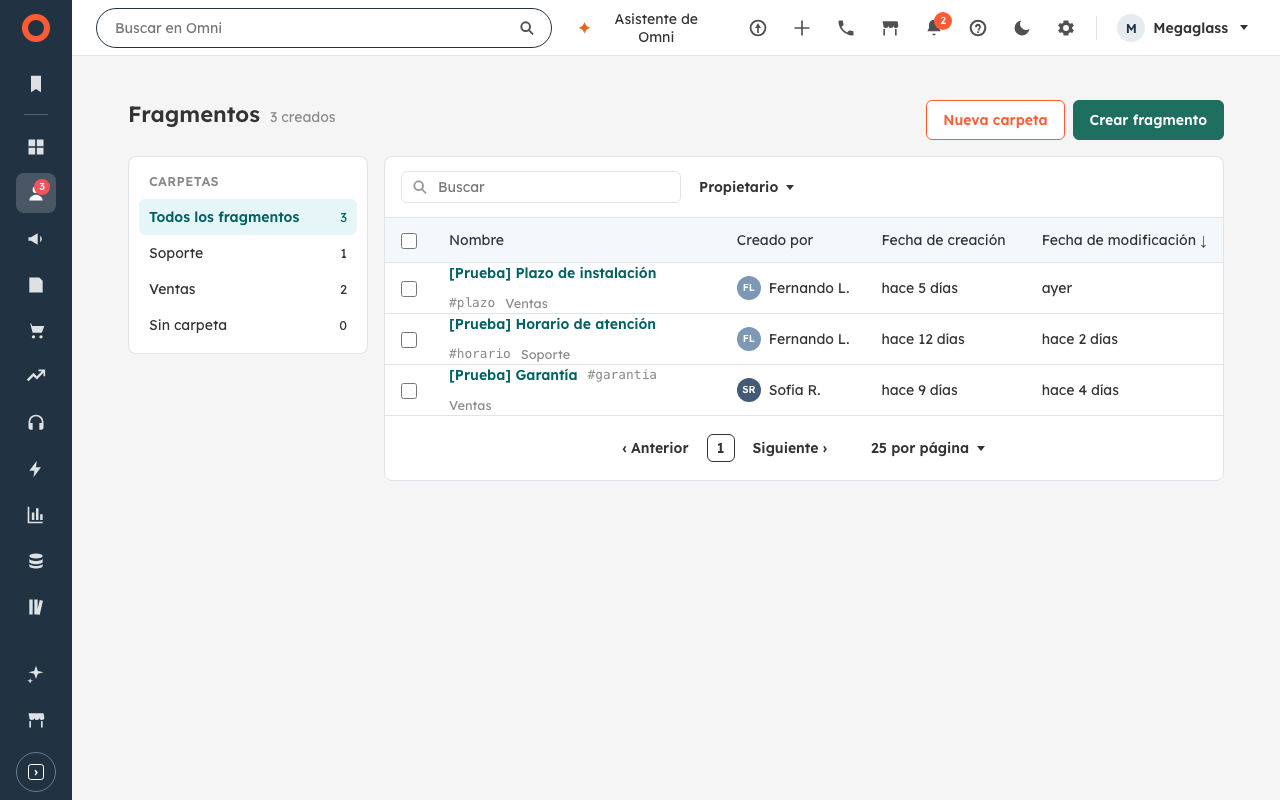 Buscar en Omni
Asistente de
Omni
2
M
Megaglass
3
Fragmentos
3 creados
Nueva carpeta
Crear fragmento
CARPETAS
Todos los fragmentos 3
Soporte 1
Ventas 2
Sin carpeta 0
Buscar
Propietario
Nombre
Creado por
Fecha de creación
Fecha de modificación ↓
[Prueba] Plazo de instalación
#plazo Ventas
FL Fernando L.
hace 5 días
ayer
[Prueba] Horario de atención
#horario Soporte
FL Fernando L.
hace 12 días
hace 2 días
[Prueba] Garantía #garantia
Ventas
SR Sofía R.
hace 9 días
hace 4 días
‹ Anterior
1
Siguiente ›
25 por página